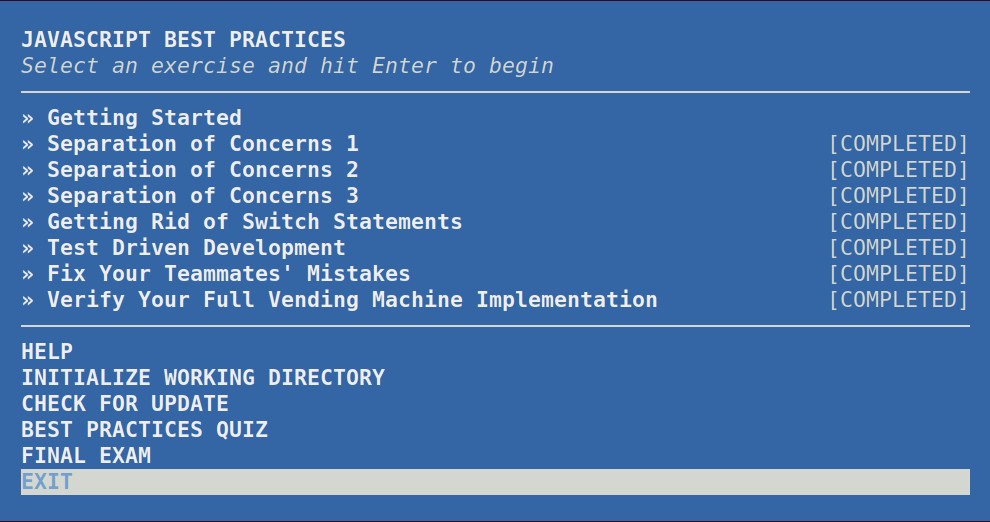 JAVASCRIPT BEST PRACTICES
Select an exercise and hit Enter to begin
» Getting Started
» Separation of Concerns 1 [COMPLETED]
» Separation of Concerns 2 [COMPLETED]
» Separation of Concerns 3 [COMPLETED]
» Getting Rid of Switch Statements [COMPLETED]
» Test Driven Development [COMPLETED]
» Fix Your Teammates' Mistakes [COMPLETED]
» Verify Your Full Vending Machine Implementation [COMPLETED]
HELP
INITIALIZE WORKING DIRECTORY
CHECK FOR UPDATE
BEST PRACTICES QUIZ
FINAL EXAM
EXIT